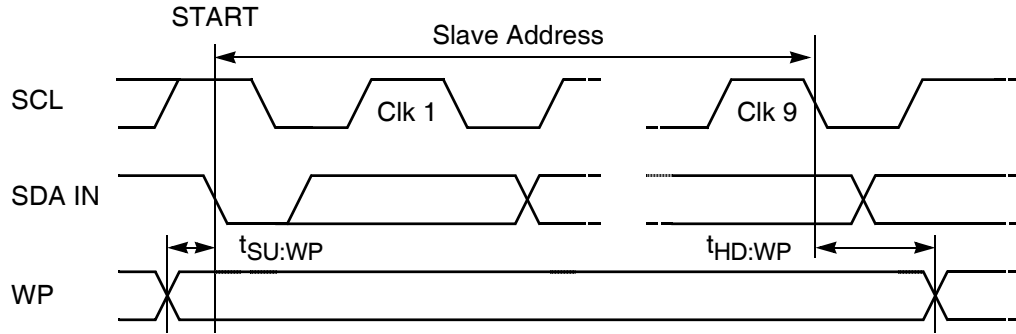 START
Slave Address
SCL
Clk 1
Clk 9
SDA IN
tSU:WP
tHD:WP
WP